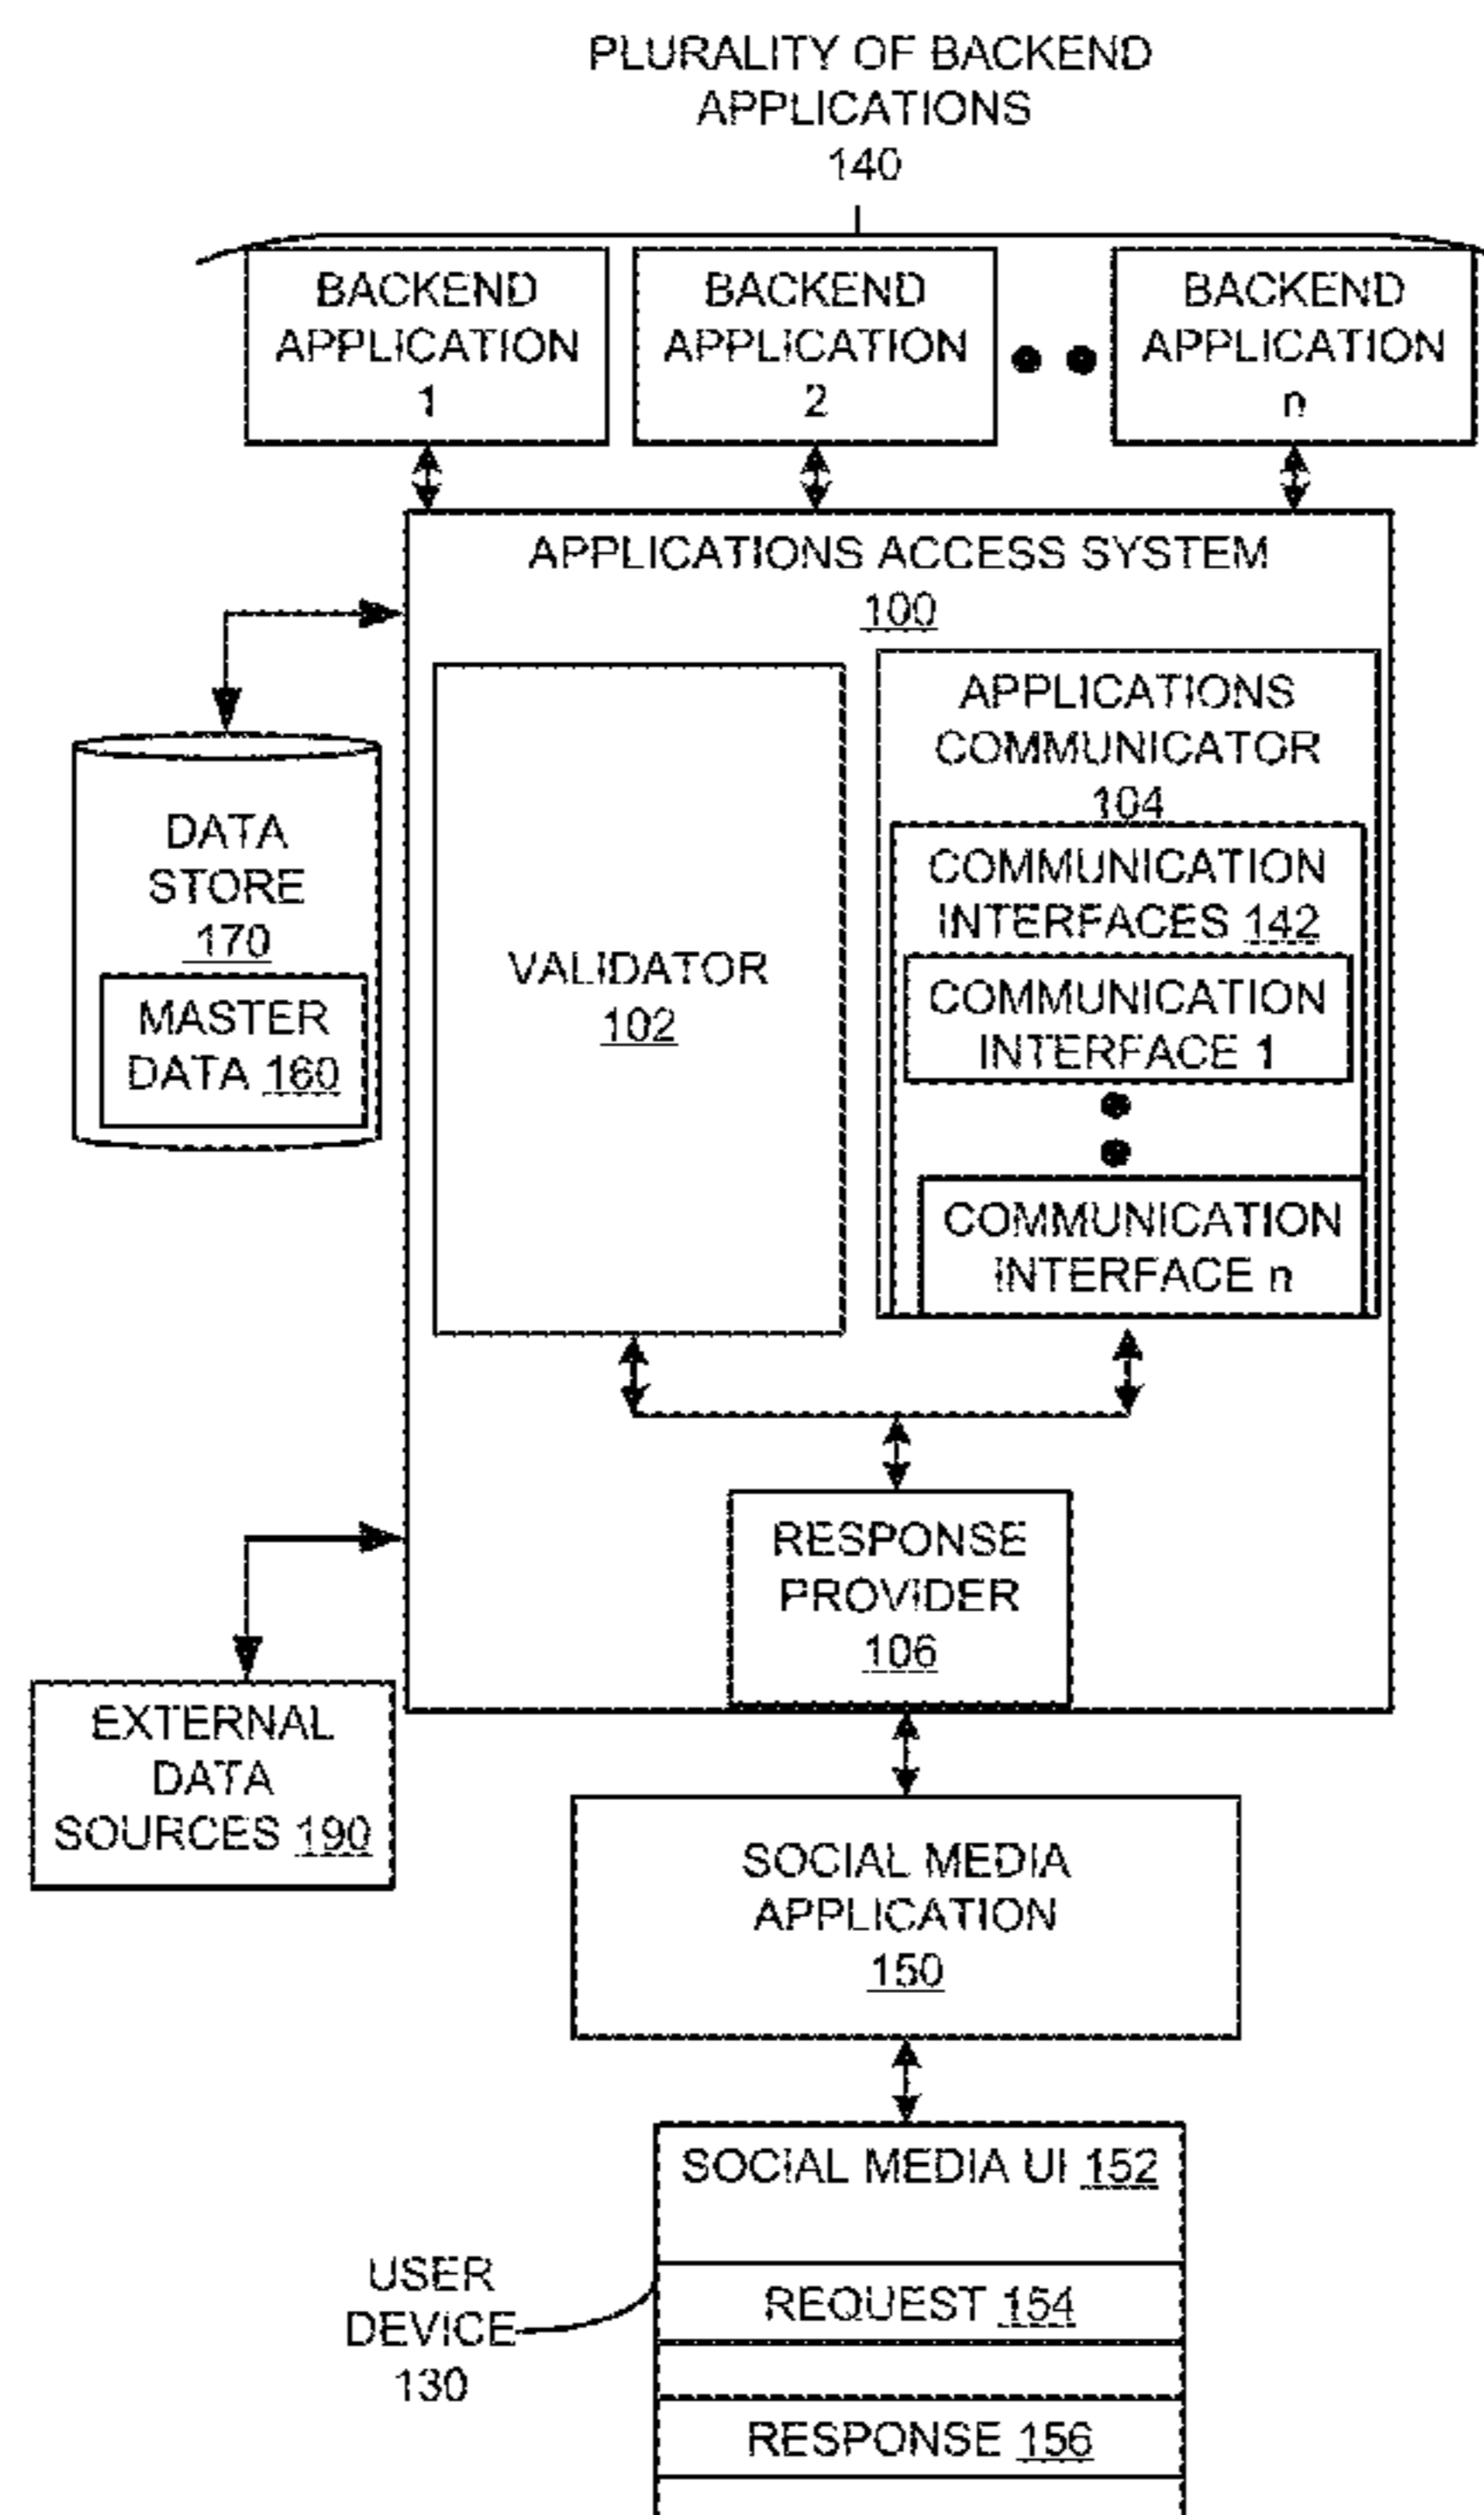 PLURALITY OF BACKEND
APPLICATIONS
140
BACKEND
APPLICATION
1
BACKEND
APPLICATION
2
BACKEND
APPLICATION
n
APPLICATIONS ACCESS SYSTEM
100
DATA
STORE
170
MASTER
DATA 160
VALIDATOR
102
APPLICATIONS
COMMUNICATOR
104
COMMUNICATION
INTERFACES 142
COMMUNICATION
INTERFACE 1
COMMUNICATION
INTERFACE n
RESPONSE
PROVIDER
106
EXTERNAL
DATA
SOURCES 190
SOCIAL MEDIA
APPLICATION
150
SOCIAL MEDIA UI 152
USER
DEVICE
130
REQUEST 154
RESPONSE 156